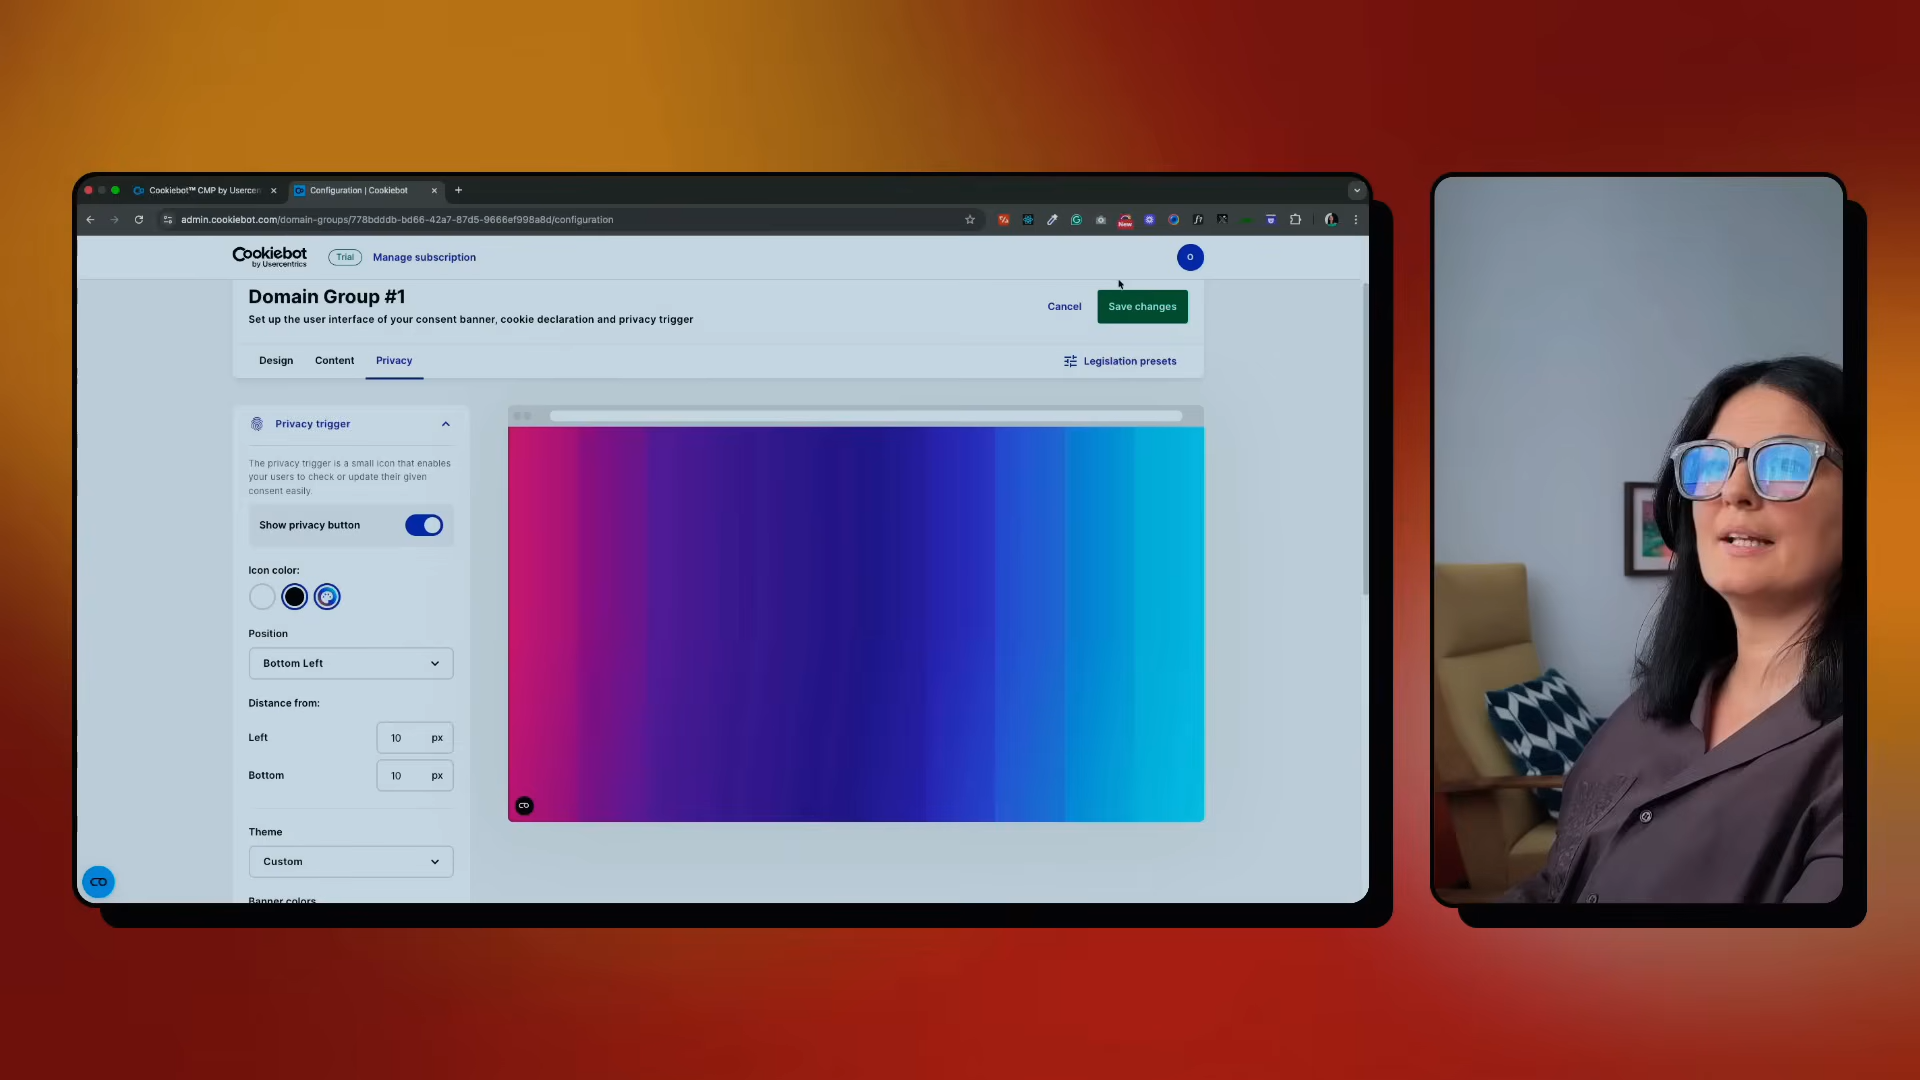 Cookiebot™ CMP by Usercen
Configuration | Cookiebot
admin.cookiebot.com/domain-groups/778bdddb-bd66-42a7-87d5-9666ef998a8d/configuration
New
Cookiebot
by Usercentrics
Trial
Manage subscription
O
Domain Group #1
Set up the user interface of your consent banner, cookie declaration and privacy trigger
Cancel
Save changes
Design
Content
Privacy
Legislation presets
Privacy trigger
The privacy trigger is a small icon that enables
your users to check or update their given
consent easily.
Show privacy button
Icon color:
Position
Bottom Left
Distance from:
Left
10 px
Bottom
10 px
Theme
Custom
Banner colors